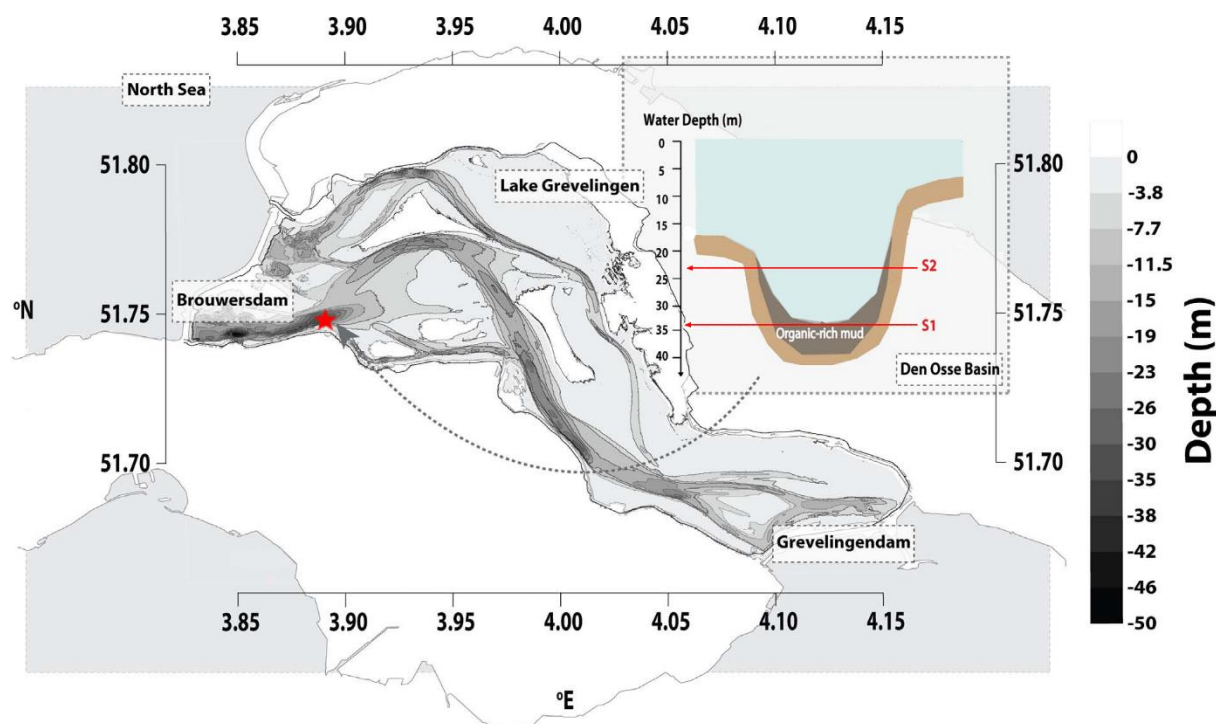 3.85 3.90 3.95 4.00 4.05 4.10 4.15
North Sea
Water Depth (m)
0
5
10
15
20
25
30
35
40
S2
S1
Organic-rich mud
Den Osse Basin
Lake Grevelingen
Brouwersdam
Grevelingendam
51.80
51.75
51.70
ºN
51.80
51.75
51.70
3.85 3.90 3.95 4.00 4.05 4.10 4.15
ºE
0
-3.8
-7.7
-11.5
-15
-19
-23
-26
-30
-35
-38
-42
-46
-50
Depth (m)